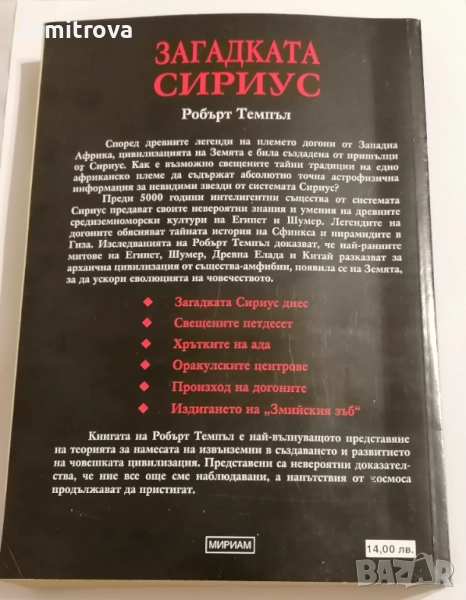 Dimitrova
ЗАГАДКАТА
СИРИУС
Робърт Темпъл
Според древните легенди на племето догони от Западна
Африка, цивилизацията на Земята е била създадена от пришълци
от Сириус. Как е възможно свещените тайни традиции на едно
африканско племе да съдържат абсолютно точна астрофизична
информация за невидими звезди от системата Сириус?
Преди 5000 години интелигентни същества от системата
Сириус предават своите невероятни знания и умения на древните
средиземноморски култури на Египет и Шумер. Легендите на
догоните обясняват тайната история на Сфинкса и пирамидите в
Гиза. Изследванията на Робърт Темпъл доказват, че най-ранните
митове на Египет, Шумер, Древна Елада и Китай разказват за
архаична цивилизация от същества-амфибии, появила се на Земята,
за да ускори еволюцията на човечеството.
◆ Загадката Сириус днес
◆ Свещените петдесет
◆ Хрътките на ада
◆ Оракулските центрове
◆ Произход на догоните
◆ Издигането на „Змийския зъб“
Книгата на Робърт Темпъл е най-вълнуващото представяне
на теорията за намесата на извънземни в създаването и развитието
на човешката цивилизация. Представени са невероятни доказател-
ства, че ние все още сме наблюдавани, а напътствия от космоса
продължават да пристигат.
МИРИАМ
14,00 лв.
BAZAR